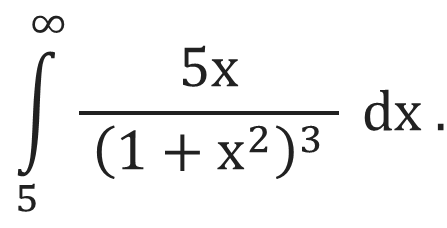 ∫₅^∞ 5x / (1 + x²)³ dx .